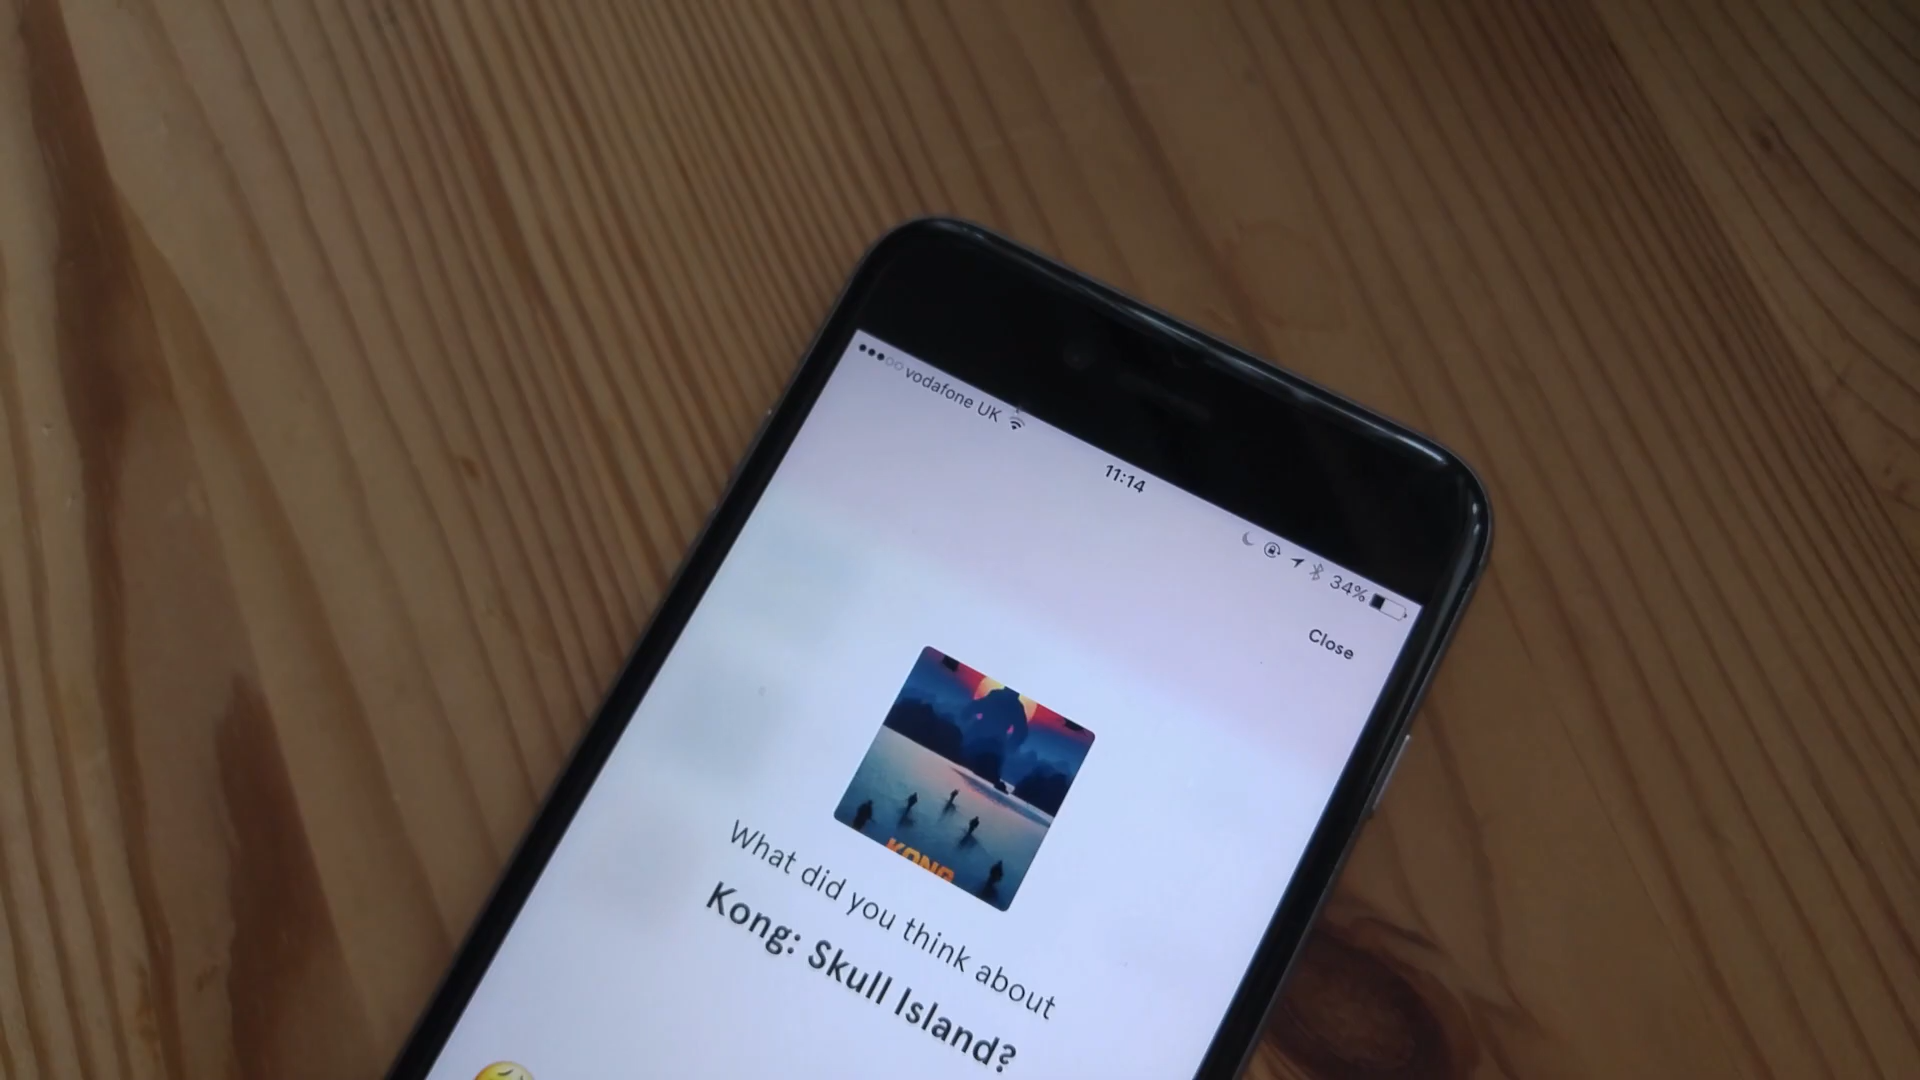 vodafone UK
11:14
34%
Close
KONG
What did you think about
Kong: Skull Island?